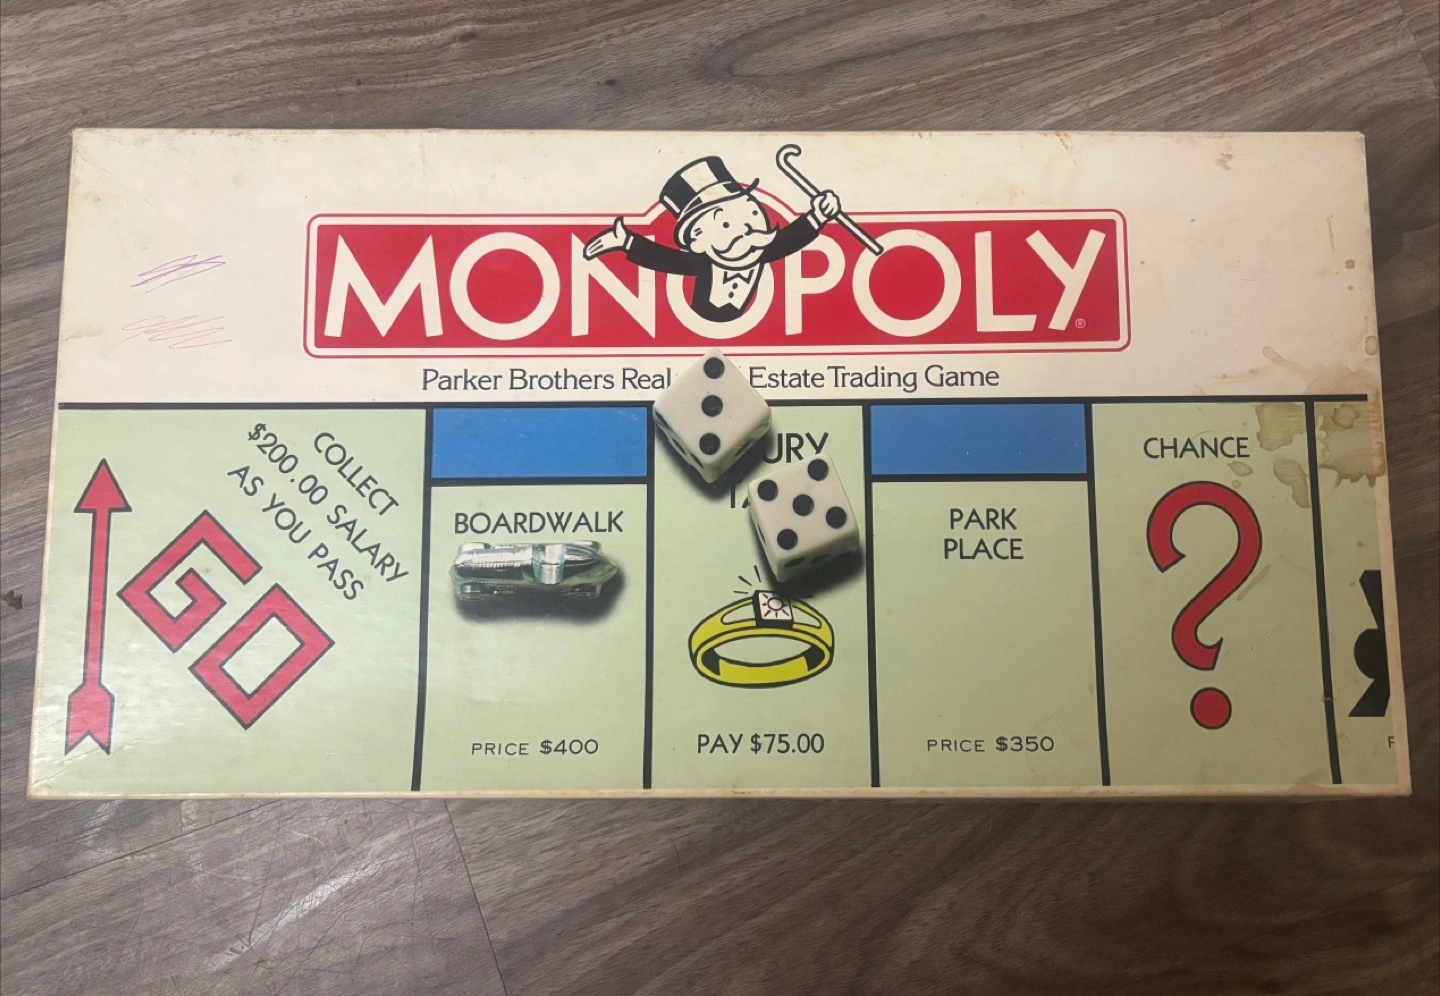 MONOPOLY®
Parker Brothers Real Estate Trading Game
COLLECT
$200.00 SALARY
AS YOU PASS
GO
BOARDWALK
PRICE $400
URY
PAY $75.00
PARK
PLACE
PRICE $350
CHANCE